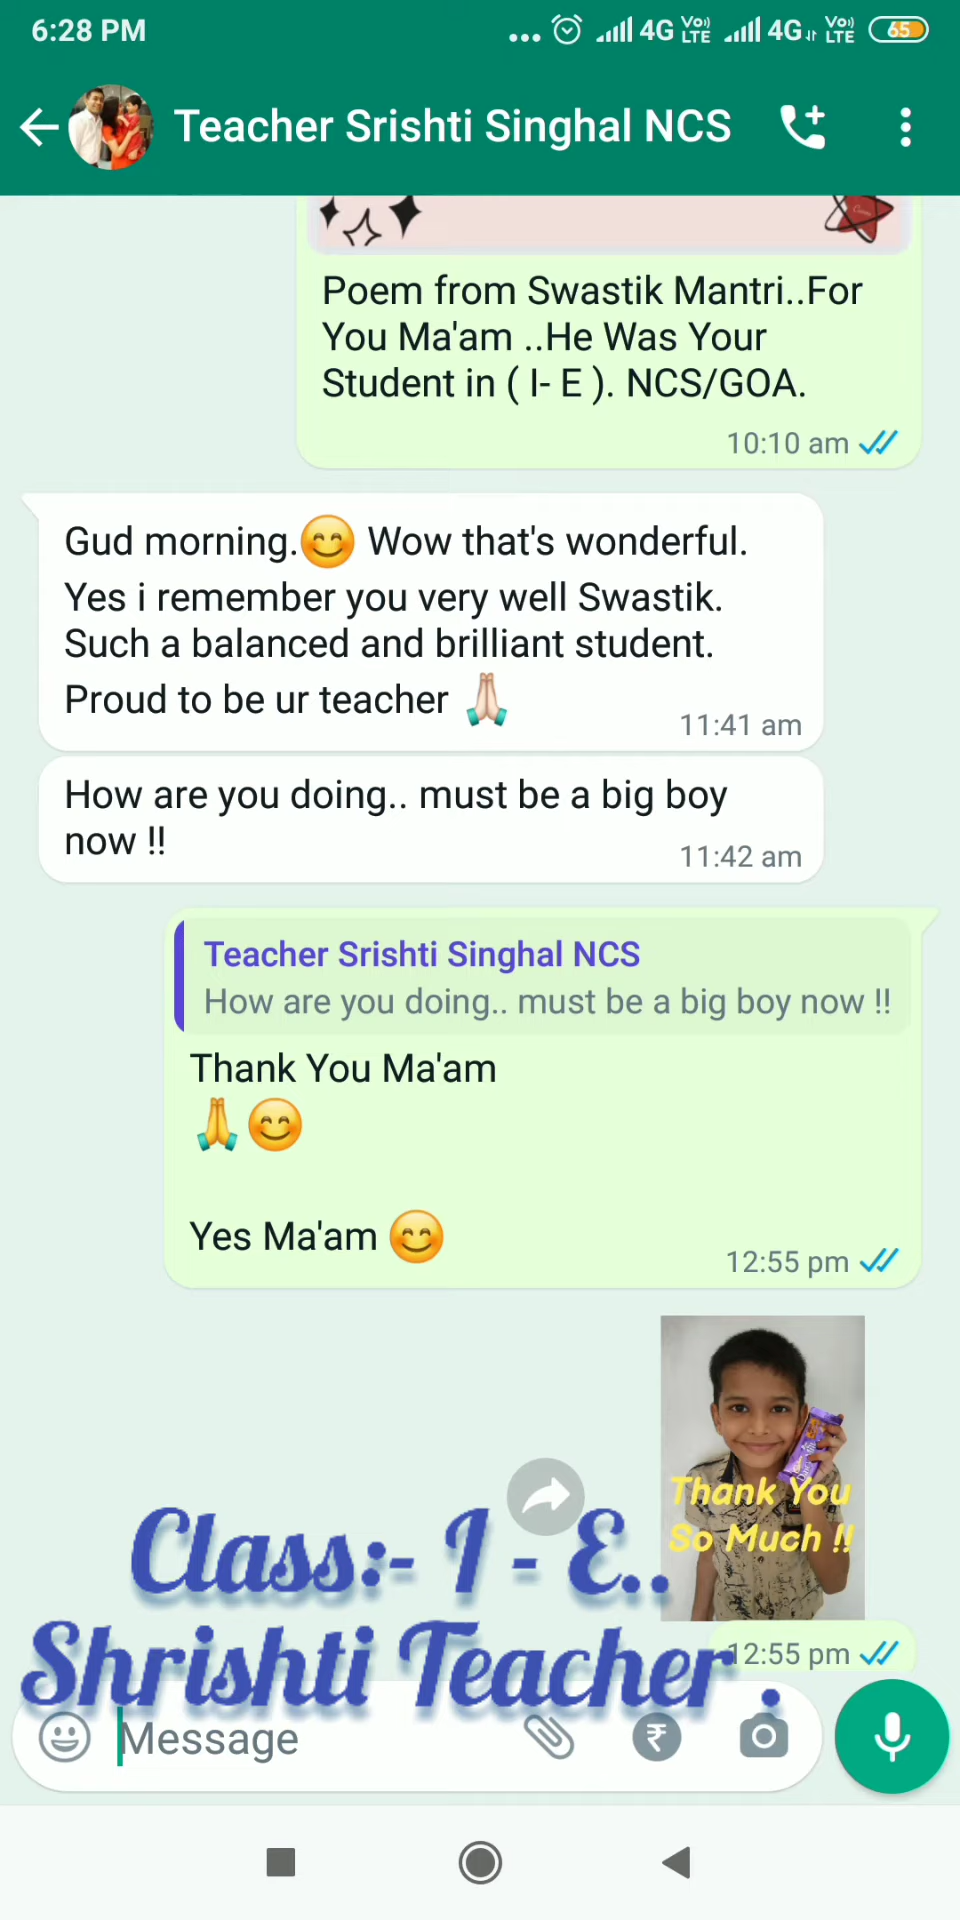 6:28 PM
... 4G Vo)) LTE 4G Vo)) LTE 65
Teacher Srishti Singhal NCS
Poem from Swastik Mantri..For
You Ma'am ..He Was Your
Student in ( I- E ). NCS/GOA.
10:10 am
Gud morning.😊 Wow that's wonderful.
Yes i remember you very well Swastik.
Such a balanced and brilliant student.
Proud to be ur teacher 🙏🏻
11:41 am
How are you doing.. must be a big boy
now !!
11:42 am
Teacher Srishti Singhal NCS
How are you doing.. must be a big boy now !!
Thank You Ma'am
🙏😊
Yes Ma'am 😊
12:55 pm
Thank You
So Much !!
Class:- I - E..
Shrishti Teacher .
12:55 pm
Message
₹